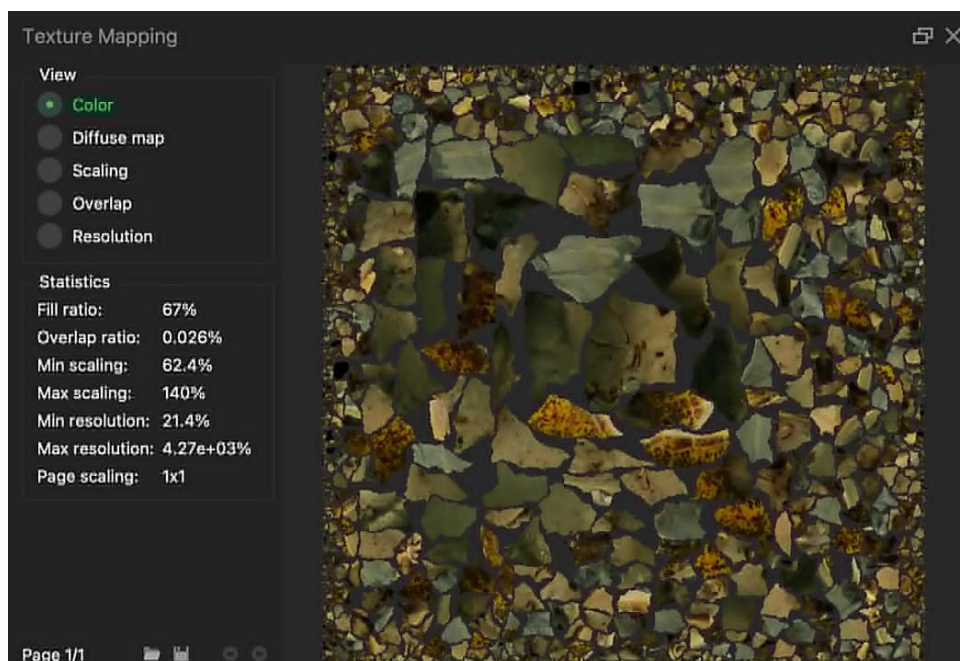 Texture Mapping
View
Color
Diffuse map
Scaling
Overlap
Resolution
Statistics
Fill ratio: 67%
Overlap ratio: 0.026%
Min scaling: 62.4%
Max scaling: 140%
Min resolution: 21.4%
Max resolution: 4.27e+03%
Page scaling: 1x1
Page 1/1